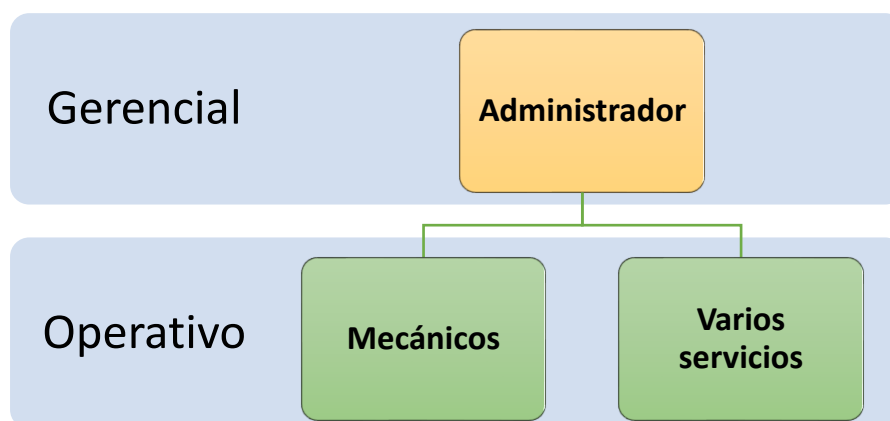 Gerencial
Administrador
Operativo
Mecánicos
Varios
servicios